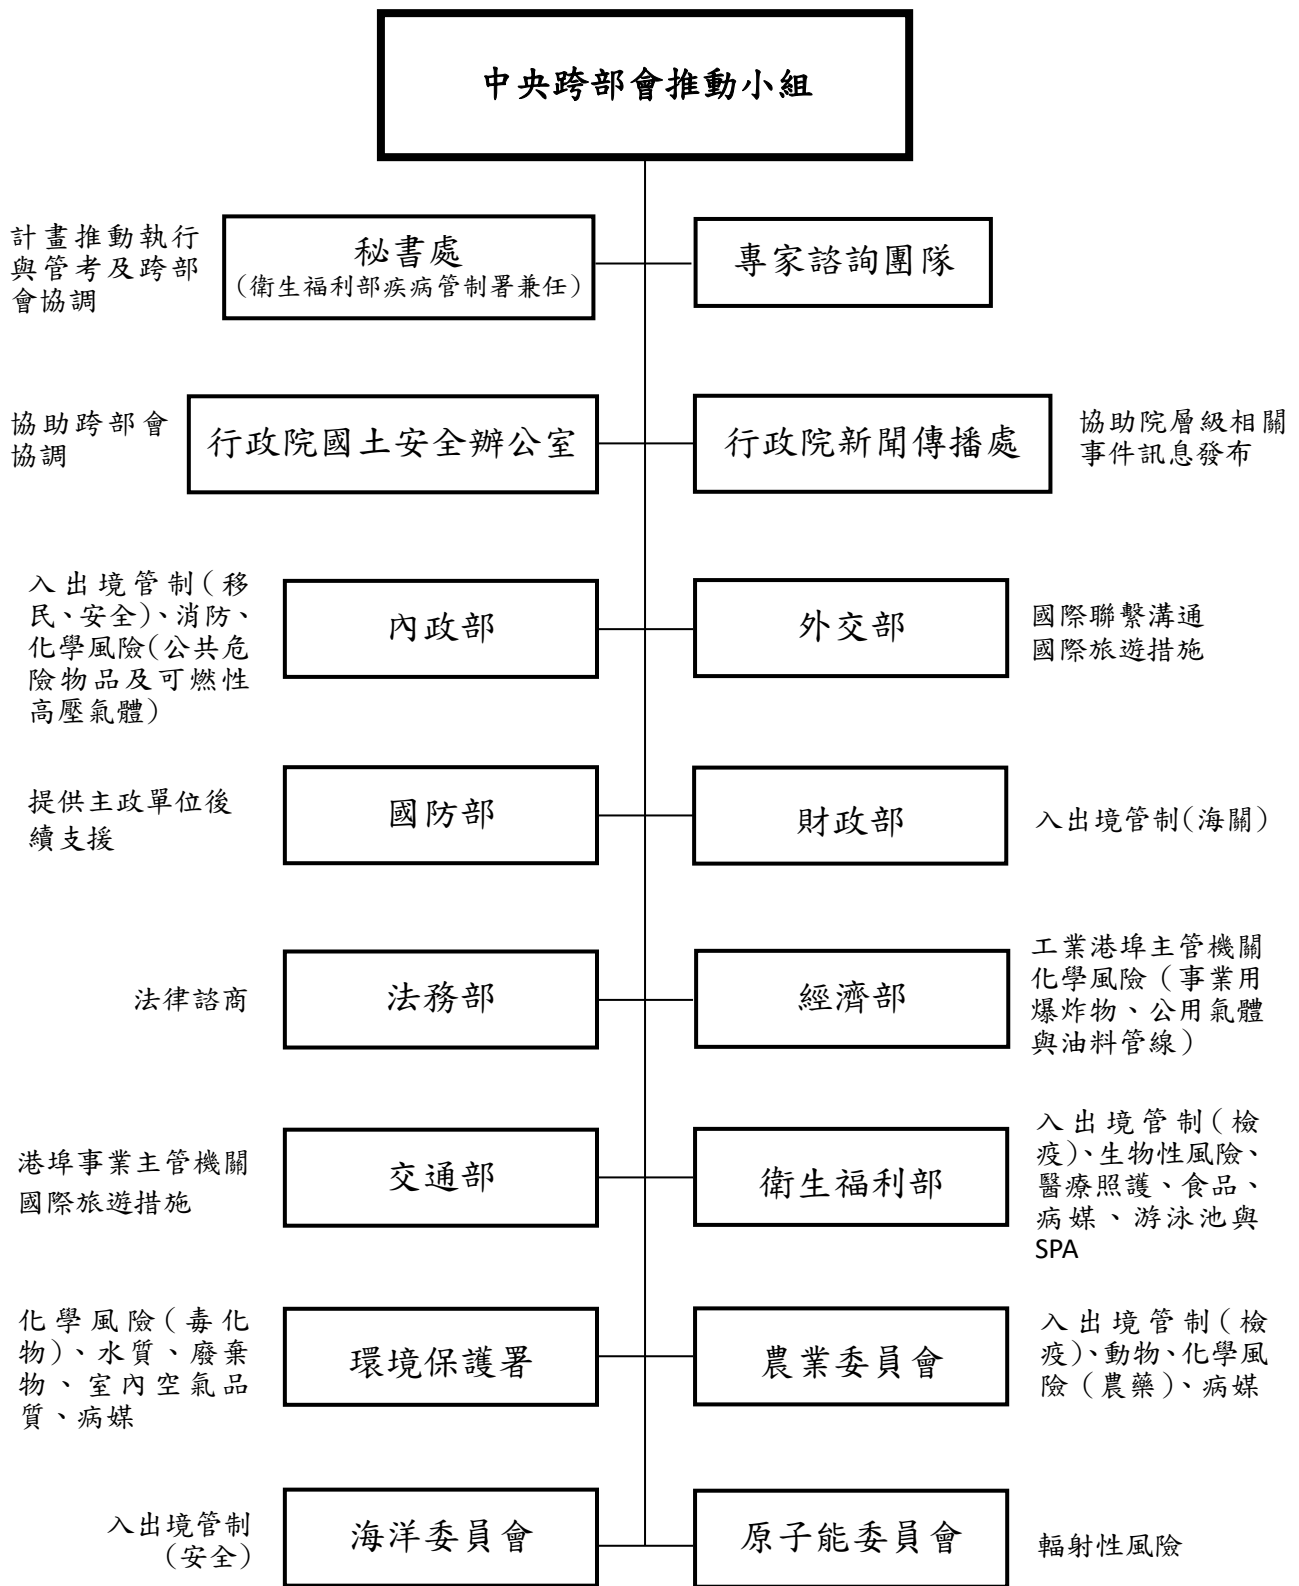 中央跨部會推動小組
計畫推動執行
與管考及跨部
會協調
秘書處
(衛生福利部疾病管制署兼任)
專家諮詢團隊
協助跨部會
協調
行政院國土安全辦公室
行政院新聞傳播處
協助院層級相關
事件訊息發布
入出境管制(移
民、安全)、消防、
化學風險(公共危
險物品及可燃性
高壓氣體)
內政部
外交部
國際聯繫溝通
國際旅遊措施
提供主政單位後
續支援
國防部
財政部
入出境管制(海關)
法律諮商
法務部
經濟部
工業港埠主管機關
化學風險(事業用
爆炸物、公用氣體
與油料管線)
港埠事業主管機關
國際旅遊措施
交通部
衛生福利部
入出境管制(檢
疫)、生物性風險、
醫療照護、食品、
病媒、游泳池與
SPA
化學風險(毒化
物)、水質、廢棄
物、室內空氣品
質、病媒
環境保護署
農業委員會
入出境管制(檢
疫)、動物、化學風
險(農藥)、病媒
入出境管制
(安全)
海洋委員會
原子能委員會
輻射性風險